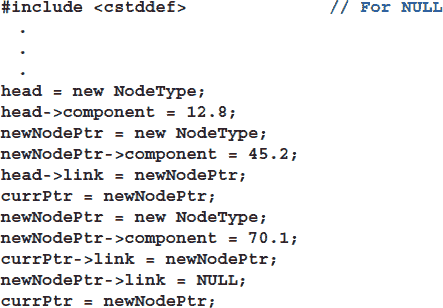 #include <cstddef> // For NULL
.
.
.
head = new NodeType;
head->component = 12.8;
newNodePtr = new NodeType;
newNodePtr->component = 45.2;
head->link = newNodePtr;
currPtr = newNodePtr;
newNodePtr = new NodeType;
newNodePtr->component = 70.1;
currPtr->link = newNodePtr;
newNodePtr->link = NULL;
currPtr = newNodePtr;